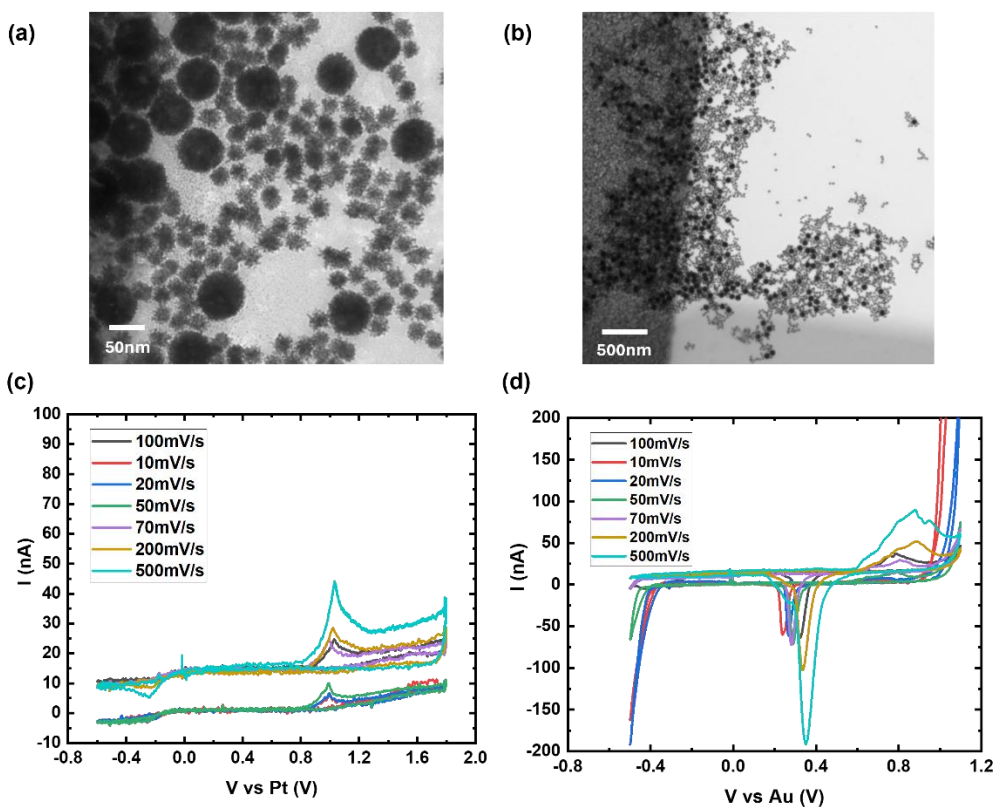 (a)
50nm
(b)
500nm
(c)
100
90
80
70
60
50
40
30
20
10
0
-10
I (nA)
100mV/s
10mV/s
20mV/s
50mV/s
70mV/s
200mV/s
500mV/s
-0.8 -0.4 0.0 0.4 0.8 1.2 1.6 2.0
V vs Pt (V)
(d)
200
150
100
50
0
-50
-100
-150
-200
I (nA)
100mV/s
10mV/s
20mV/s
50mV/s
70mV/s
200mV/s
500mV/s
-0.8 -0.4 0.0 0.4 0.8 1.2
V vs Au (V)